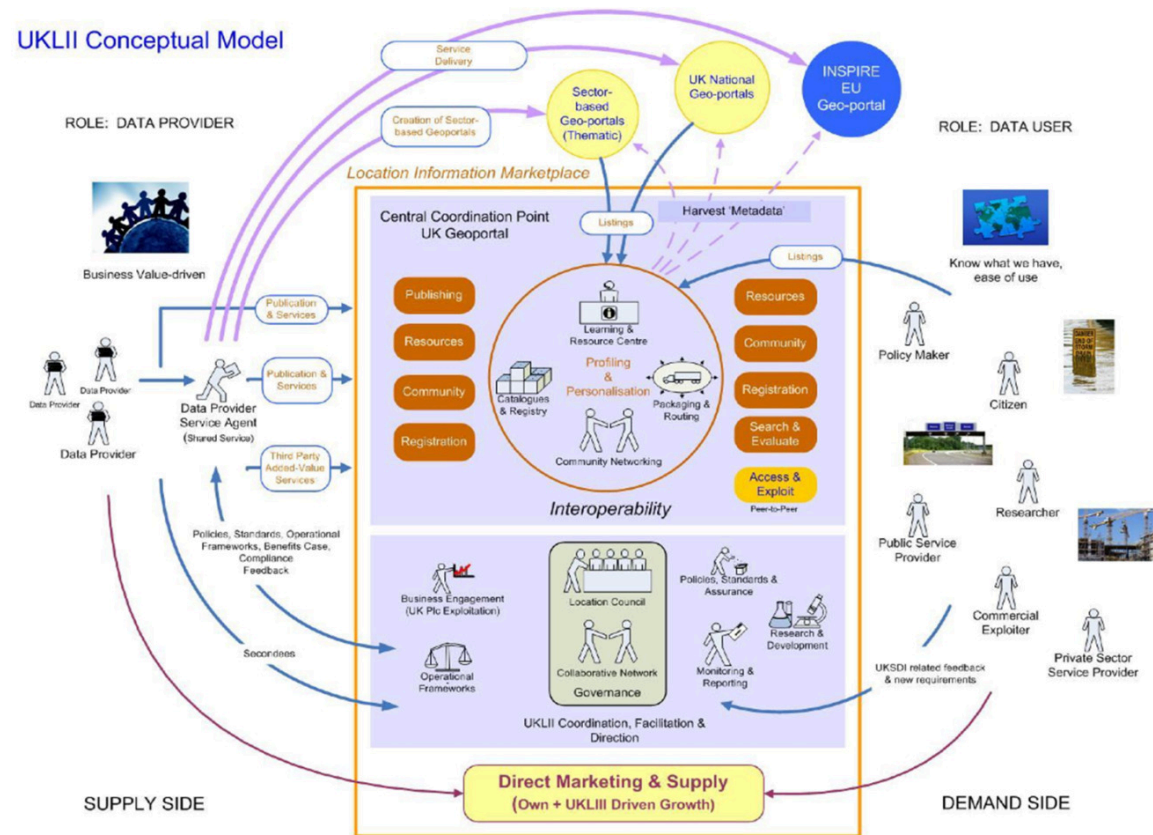 UKLII Conceptual Model
ROLE: DATA PROVIDER
Business Value-driven
Service
Delivery
Creation of Sector-
based Geoportals
Sector-
based
Geo-portals
(Thematic)
UK National
Geo-portals
INSPIRE
EU
Geo-portal
ROLE: DATA USER
Know what we have,
ease of use
Location Information Marketplace
Central Coordination Point
UK Geoportal
Listings
Harvest 'Metadata'
Listings
Publication
& Services
Publication &
Services
Third Party
Added-Value
Services
Data Provider
Data Provider
Data Provider
Data Provider
Service Agent
(Shared Service)
Publishing
Resources
Community
Registration
Learning &
Resource Centre
Profiling
&
Personalisation
Catalogues
& Registry
Packaging &
Routing
Community Networking
Interoperability
Resources
Community
Registration
Search &
Evaluate
Access &
Exploit
Peer-to-Peer
Policy Maker
Citizen
Researcher
Public Service
Provider
Commercial
Exploiter
Private Sector
Service Provider
Policies, Standards, Operational
Frameworks, Benefits Case,
Compliance
Feedback
Secondees
Business Engagement
(UK Plc Exploitation)
Operational
Frameworks
Location Council
Collaborative Network
Governance
Policies, Standards &
Assurance
Research &
Development
Monitoring &
Reporting
UKLII Coordination, Facilitation &
Direction
UKSDI related feedback
& new requirements
Direct Marketing & Supply
(Own + UKLIII Driven Growth)
SUPPLY SIDE
DEMAND SIDE